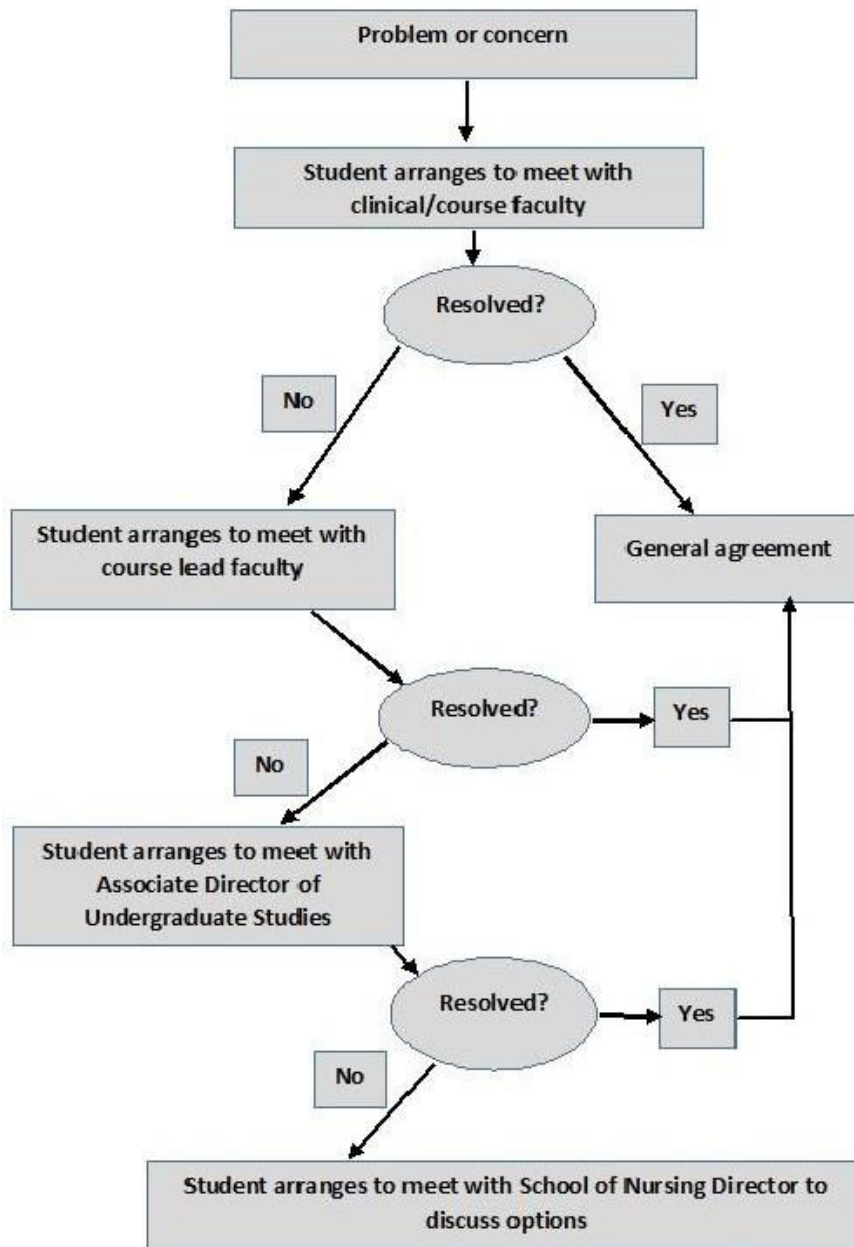 Problem or concern
Student arranges to meet with
clinical/course faculty
Resolved?
No
Yes
Student arranges to meet with
course lead faculty
General agreement
Resolved?
Yes
No
Student arranges to meet with
Associate Director of
Undergraduate Studies
Resolved?
Yes
No
Student arranges to meet with School of Nursing Director to
discuss options